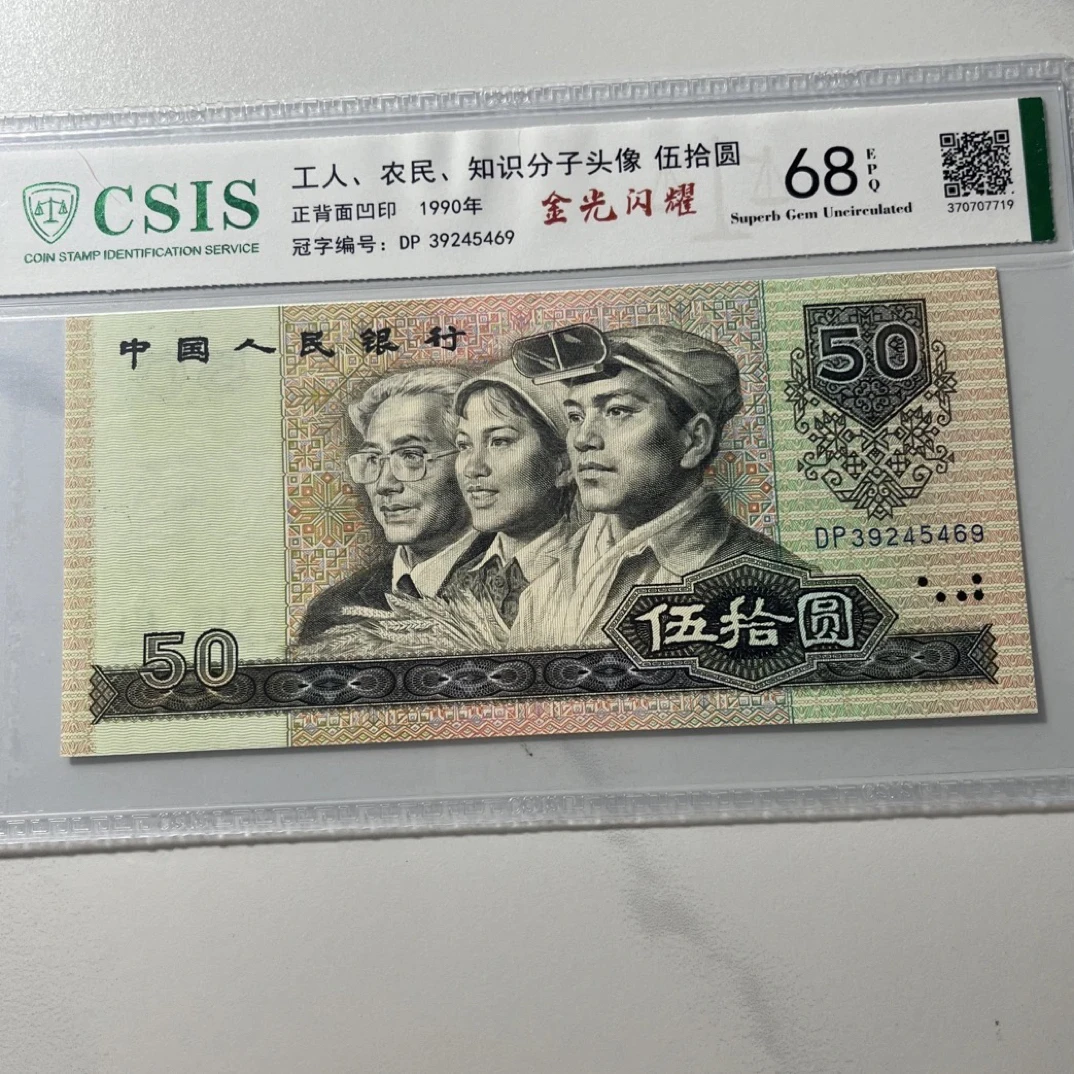 CSIS
COIN STAMP IDENTIFICATION SERVICE
工人、农民、知识分子头像 伍拾圆
正背面凹印 1990年
金光闪耀
冠字编号：DP 39245469
68 EPQ
Superb Gem Uncirculated
370707719
中国人民银行
50
DP39245469
伍拾圆
50